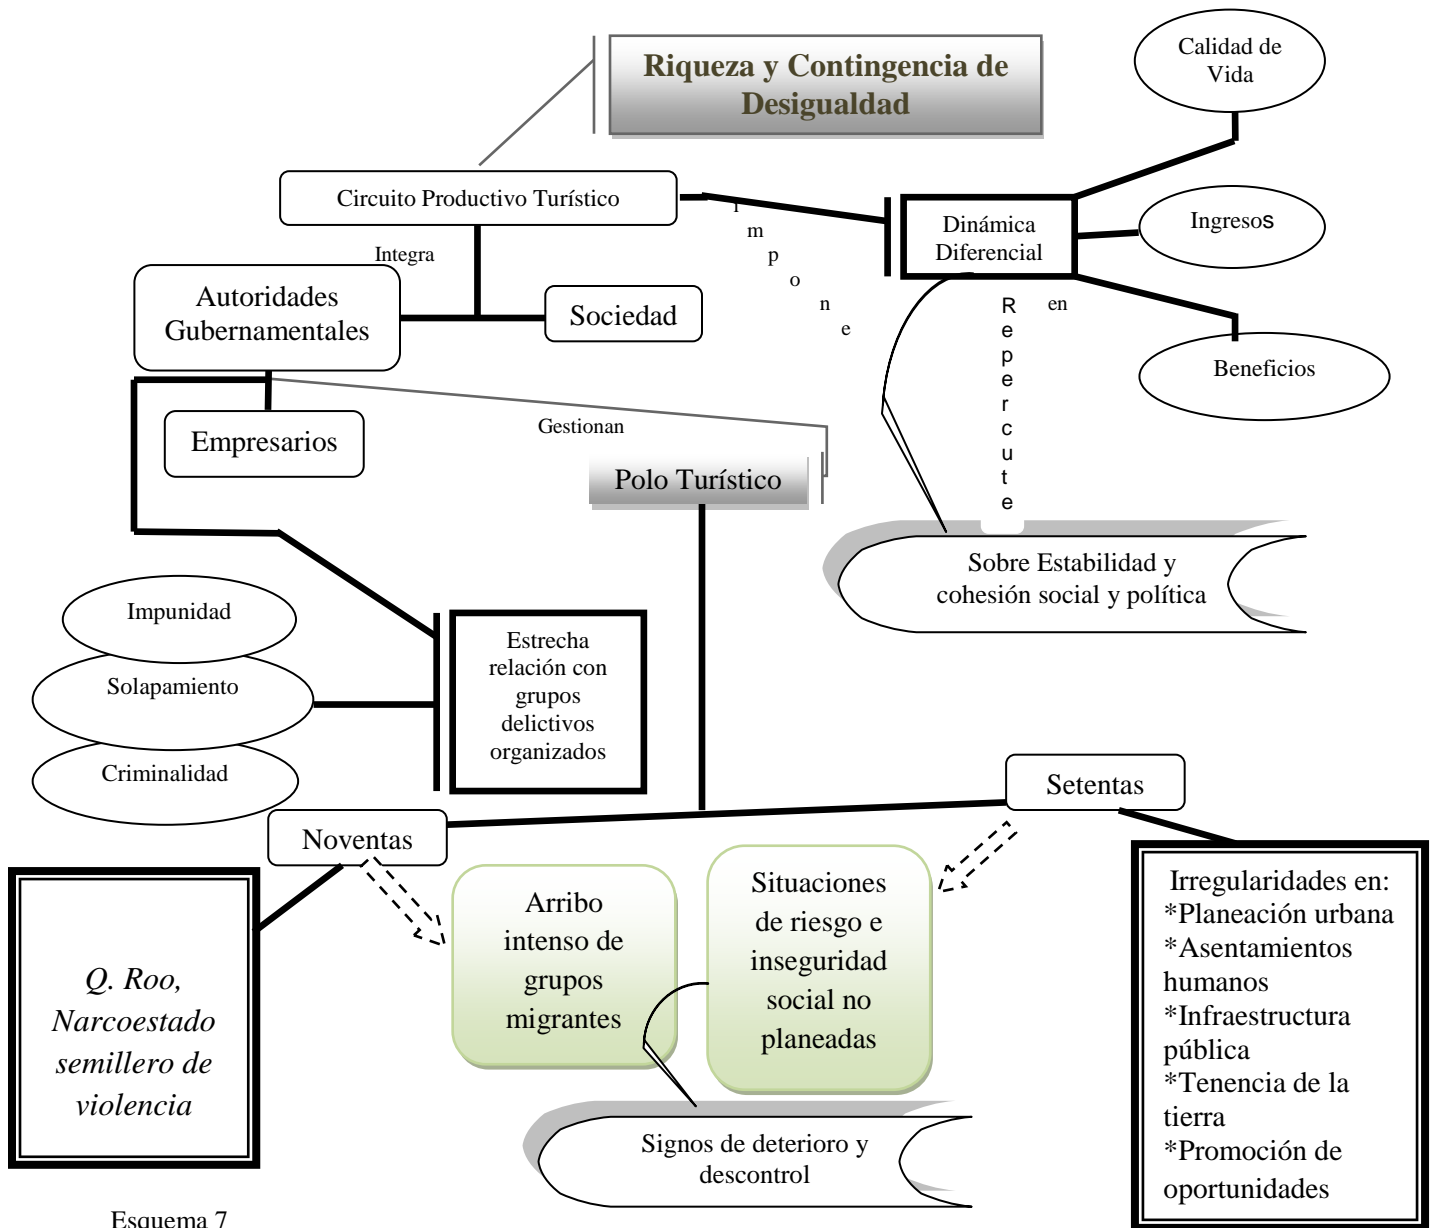 Riqueza y Contingencia de
Desigualdad
Calidad de
Vida
Circuito Productivo Turístico
Impone
Dinámica
Diferencial
Ingresos
Integra
Autoridades
Gubernamentales
Sociedad
Repercute
en
Beneficios
Empresarios
Gestionan
Polo Turístico
Sobre Estabilidad y
cohesión social y política
Impunidad
Solapamiento
Criminalidad
Estrecha
relación con
grupos
delictivos
organizados
Setentas
Noventas
Q. Roo,
Narcoestado
semillero de
violencia
Arribo
intenso de
grupos
migrantes
Situaciones
de riesgo e
inseguridad
social no
planeadas
Irregularidades en:
*Planeación urbana
*Asentamientos
humanos
*Infraestructura
pública
*Tenencia de la
tierra
*Promoción de
oportunidades
Signos de deterioro y
descontrol
Esquema 7